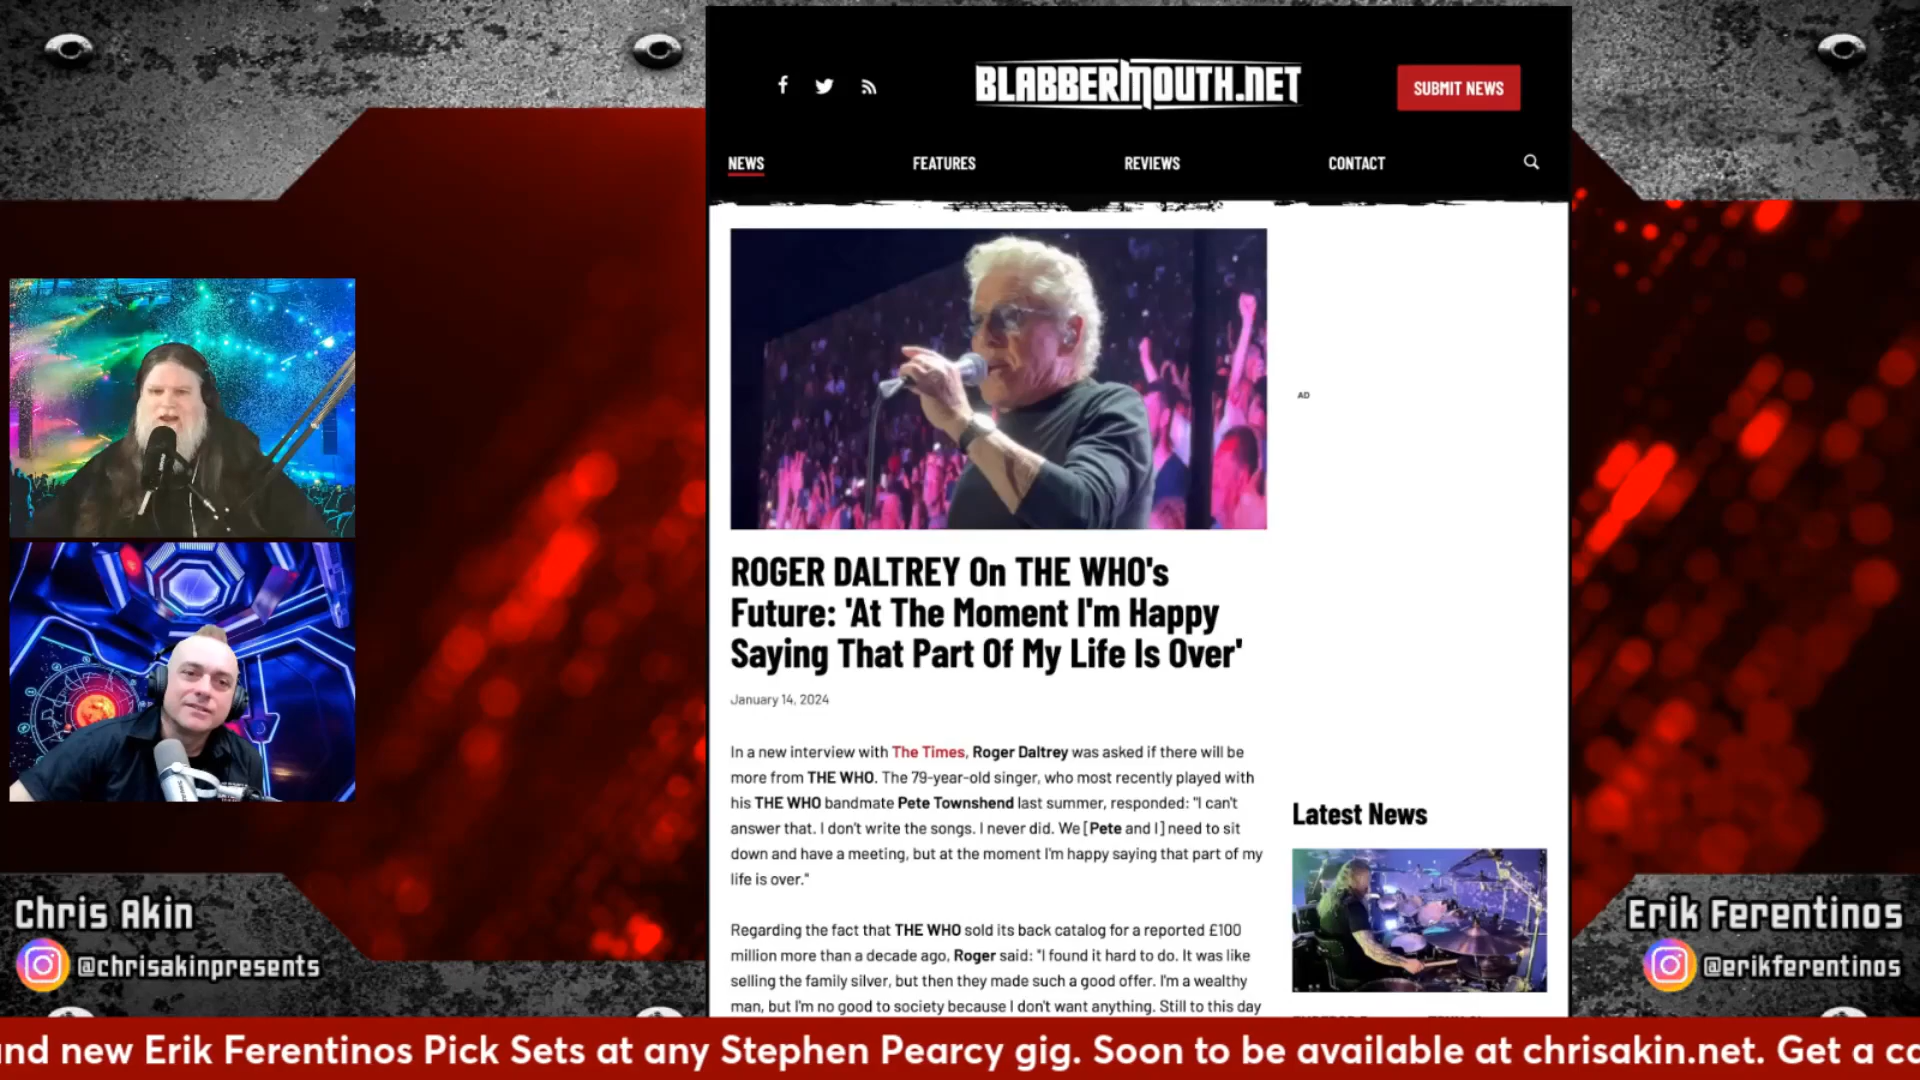 BLABBERMOUTH.NET
SUBMIT NEWS
NEWS
FEATURES
REVIEWS
CONTACT
AD
ROGER DALTREY On THE WHO's
Future: 'At The Moment I'm Happy
Saying That Part Of My Life Is Over'
January 14, 2024
In a new interview with The Times, Roger Daltrey was asked if there will be
more from THE WHO. The 79-year-old singer, who most recently played with
his THE WHO bandmate Pete Townshend last summer, responded: "I can't
answer that. I don't write the songs. I never did. We [Pete and I] need to sit
down and have a meeting, but at the moment I'm happy saying that part of my
life is over."
Regarding the fact that THE WHO sold its back catalog for a reported £100
million more than a decade ago, Roger said: "I found it hard to do. It was like
selling the family silver, but then they made such a good offer. I'm a wealthy
man, but I'm no good to society because I don't want anything. Still to this day
Latest News
Chris Akin
@chrisakinpresents
Erik Ferentinos
@erikferentinos
nd new Erik Ferentinos Pick Sets at any Stephen Pearcy gig. Soon to be available at chrisakin.net. Get a ca